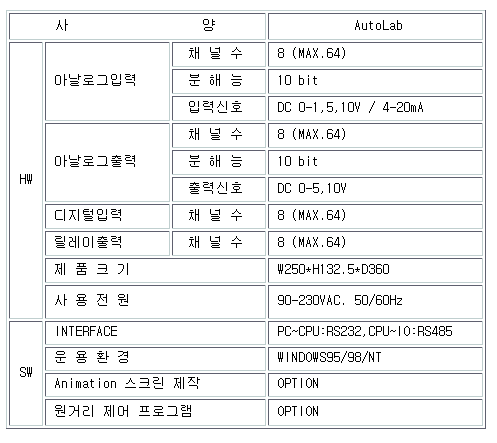 사 양 AutoLab
HW 아날로그입력 채 널 수 8 (MAX.64)
분 해 능 10 bit
입력신호 DC 0-1,5,10V / 4-20mA
아날로그출력 채 널 수 8 (MAX.64)
분 해 능 10 bit
출력신호 DC 0-5,10V
디지털입력 채 널 수 8 (MAX.64)
릴레이출력 채 널 수 8 (MAX.64)
제 품 크 기 W250*H132.5*D360
사 용 전 원 90-230VAC. 50/60Hz
SW INTERFACE PC~CPU:RS232,CPU~IO:RS485
운 용 환 경 WINDOWS95/98/NT
Animation 스크린 제작 OPTION
원거리 제어 프로그램 OPTION